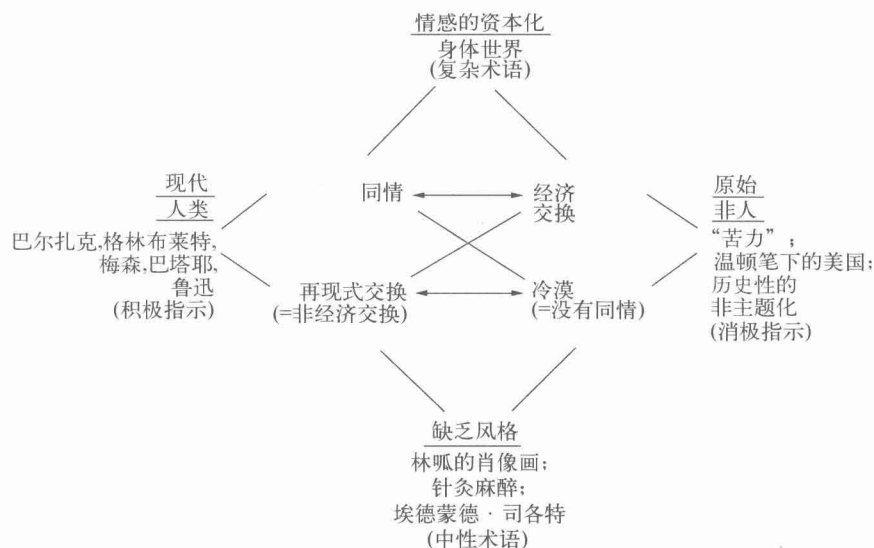 情感的资本化
身体世界
(复杂术语)
现代
人类
巴尔扎克,格林布莱特,
梅森,巴塔耶,
鲁迅
(积极指示)
同情
经济
交换
原始
非人
“苦力”;
温顿笔下的美国;
历史性的
非主题化
(消极指示)
再现式交换
(=非经济交换)
冷漠
(=没有同情)
缺乏风格
林呱的肖像画;
针灸麻醉;
埃德蒙德·司各特
(中性术语)